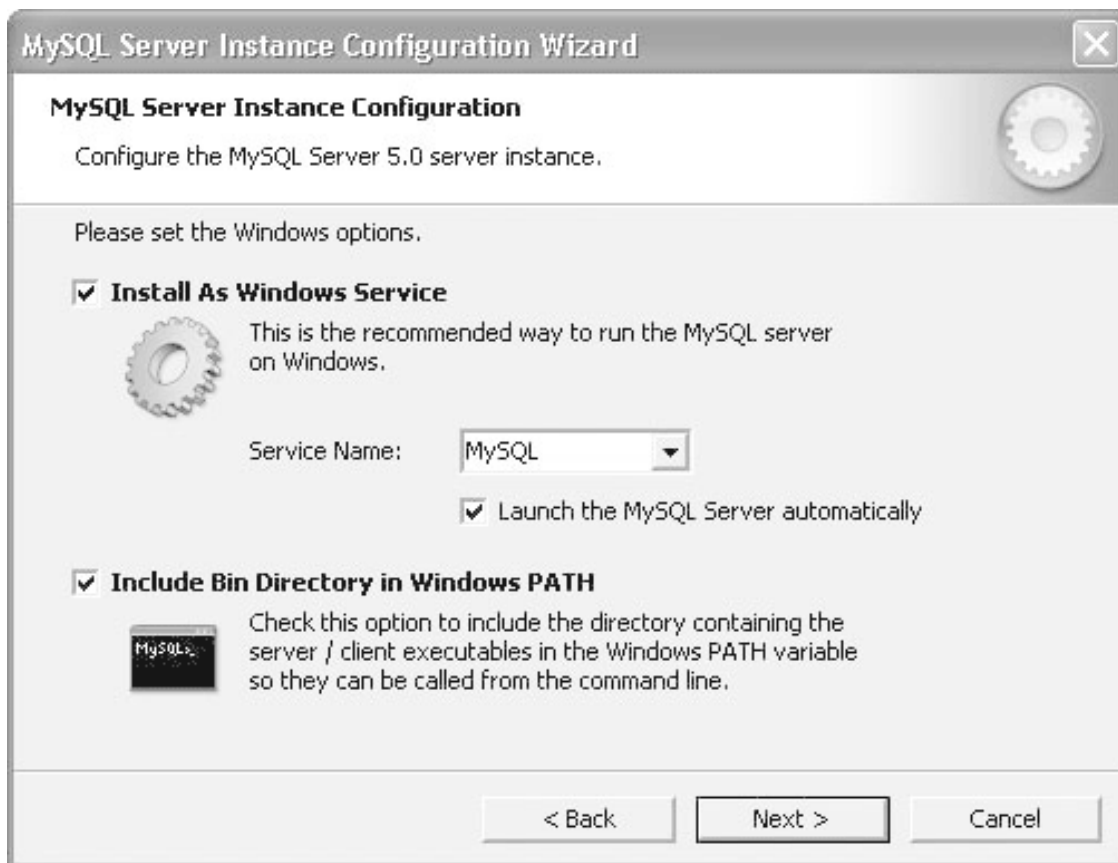 MySQL Server Instance Configuration Wizard
MySQL Server Instance Configuration
Configure the MySQL Server 5.0 server instance.
Please set the Windows options.
Install As Windows Service
This is the recommended way to run the MySQL server
on Windows.
Service Name: MySQL
Launch the MySQL Server automatically
Include Bin Directory in Windows PATH
Check this option to include the directory containing the
server / client executables in the Windows PATH variable
so they can be called from the command line.
< Back Next > Cancel